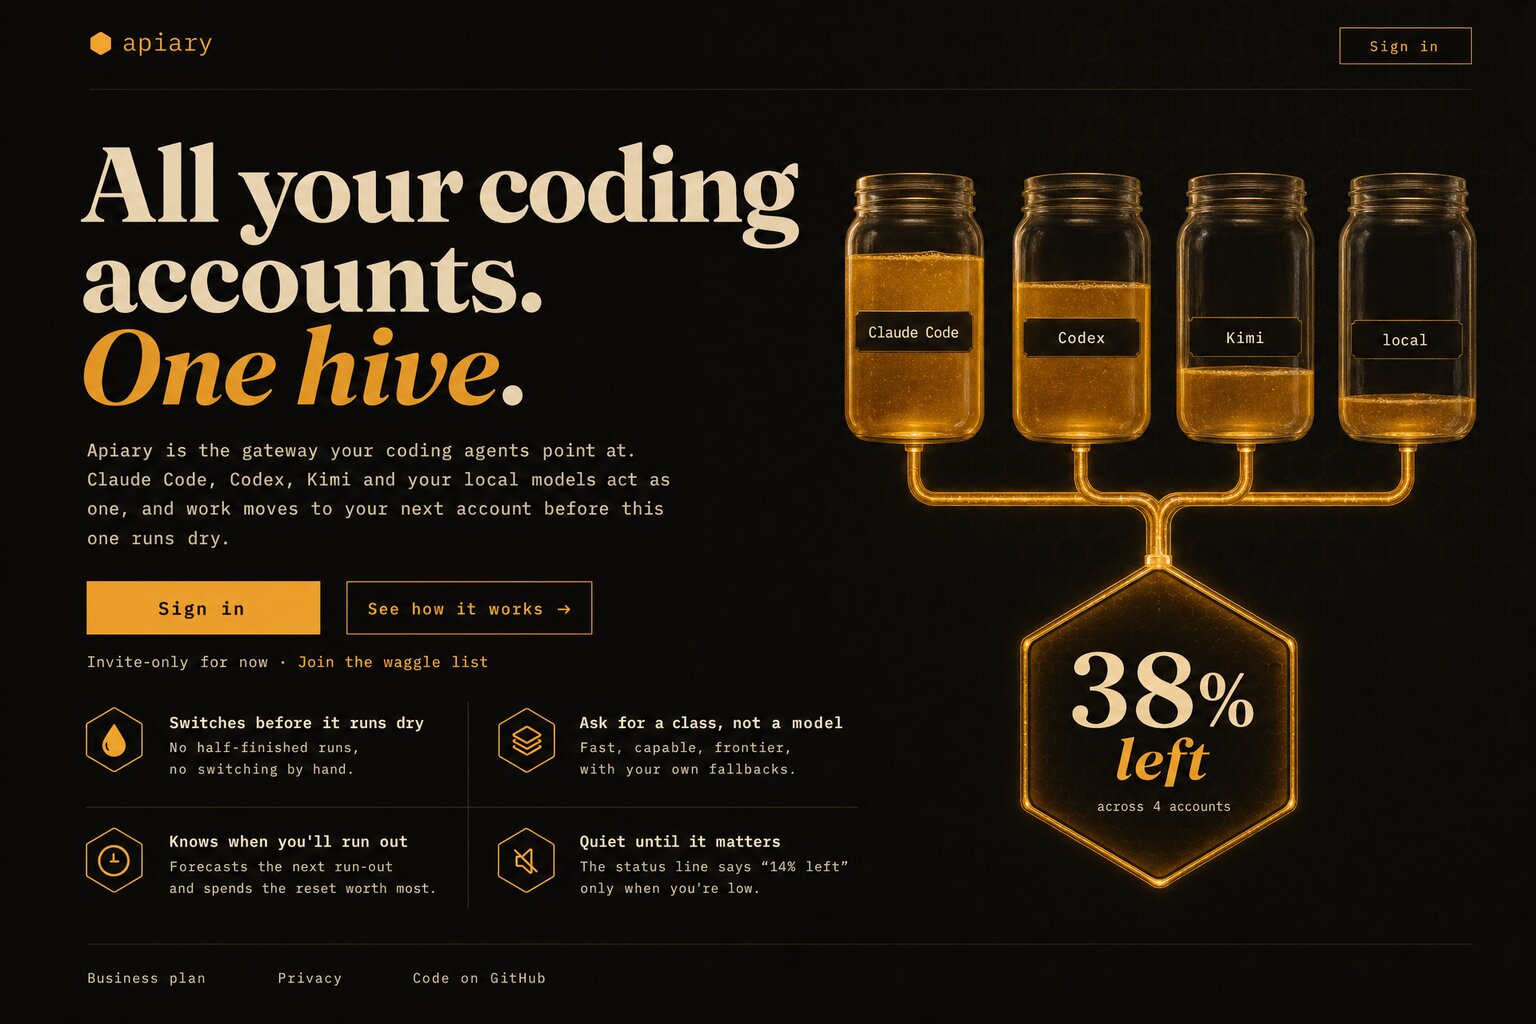 apiary
Sign in
All your coding
accounts.
One hive.
Apiary is the gateway your coding agents point at.
Claude Code, Codex, Kimi and your local models act as
one, and work moves to your next account before this
one runs dry.
Sign in
See how it works →
Invite-only for now · Join the waggle list
Switches before it runs dry
No half-finished runs,
no switching by hand.
Ask for a class, not a model
Fast, capable, frontier,
with your own fallbacks.
Knows when you'll run out
Forecasts the next run-out
and spends the reset worth most.
Quiet until it matters
The status line says “14% left”
only when you're low.
Claude Code
Codex
Kimi
local
38%
left
across 4 accounts
Business plan
Privacy
Code on GitHub